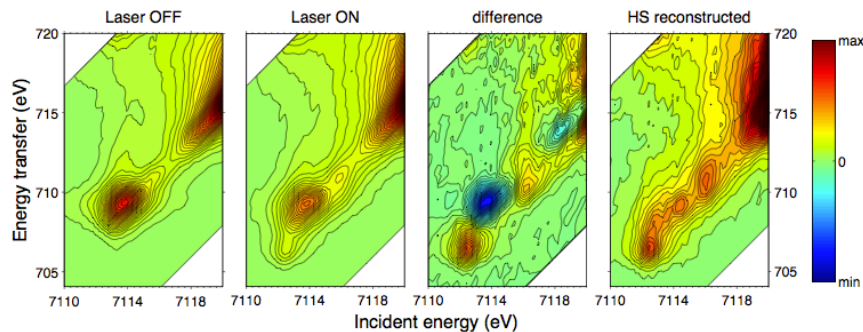 Laser OFF Laser ON difference HS reconstructed
720 720 max
715 715
0
710 710
705 705 min
7110 7114 7118 7110 7114 7118 7110 7114 7118 7110 7114 7118
Energy transfer (eV)
Incident energy (eV)